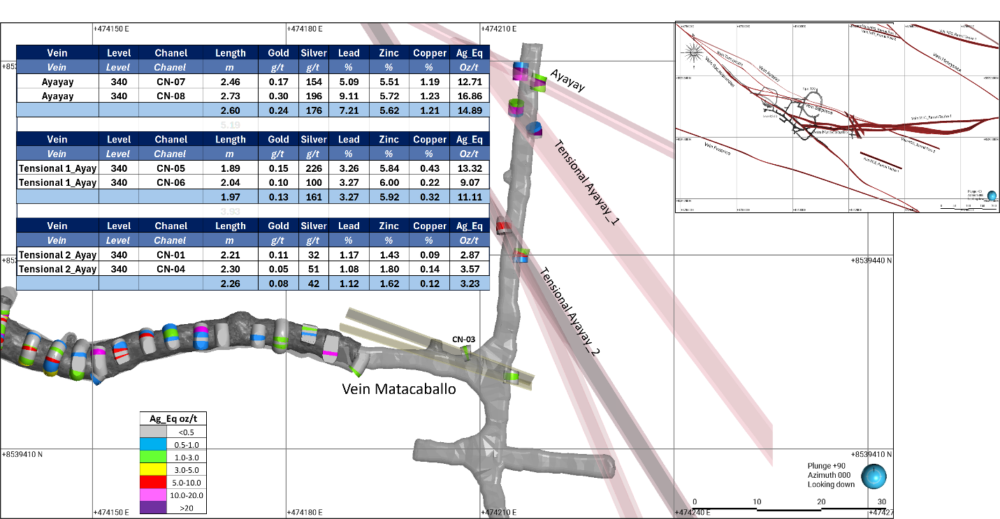 +474150 E
+474180 E
+474210 E
Vein Level Chanel Length Gold Silver Lead Zinc Copper Ag_Eq
Vein Level Chanel m g/t g/t % % % Oz/t
Ayayay 340 CN-07 2.46 0.17 154 5.09 5.51 1.19 12.71
Ayayay 340 CN-08 2.73 0.30 196 9.11 5.72 1.23 16.86
2.60 0.24 176 7.21 5.62 1.21 14.89
5.19
Vein Level Chanel Length Gold Silver Lead Zinc Copper Ag_Eq
Vein Level Chanel m g/t g/t % % % Oz/t
Tensional 1_Ayay 340 CN-05 1.89 0.15 226 3.26 5.84 0.43 13.32
Tensional 1_Ayay 340 CN-06 2.04 0.10 100 3.27 6.00 0.22 9.07
1.97 0.13 161 3.27 5.92 0.32 11.11
3.93
Vein Level Chanel Length Gold Silver Lead Zinc Copper Ag_Eq
Vein Level Chanel m g/t g/t % % % Oz/t
Tensional 2_Ayay 340 CN-01 2.21 0.11 32 1.17 1.43 0.09 2.87
Tensional 2_Ayay 340 CN-04 2.30 0.05 51 1.08 1.80 0.14 3.57
2.26 0.08 42 1.12 1.62 0.12 3.23
+853
+853
Ayayay
Tensional Ayayay_1
Tensional Ayayay_2
Vein Ayayay
Vein Matacaballo
Plunge +90
Azimuth 000
+8539440 N
CN-03
Vein Matacaballo
Ag_Eq oz/t
<0.5
0.5-1.0
1.0-3.0
3.0-5.0
5.0-10.0
10.0-20.0
>20
+8539410 N
+8539410 N
Plunge +90
Azimuth 000
Looking down
0 10 20 30
+474150 E
+474180 E
+474210 E
+474240 E
+47427